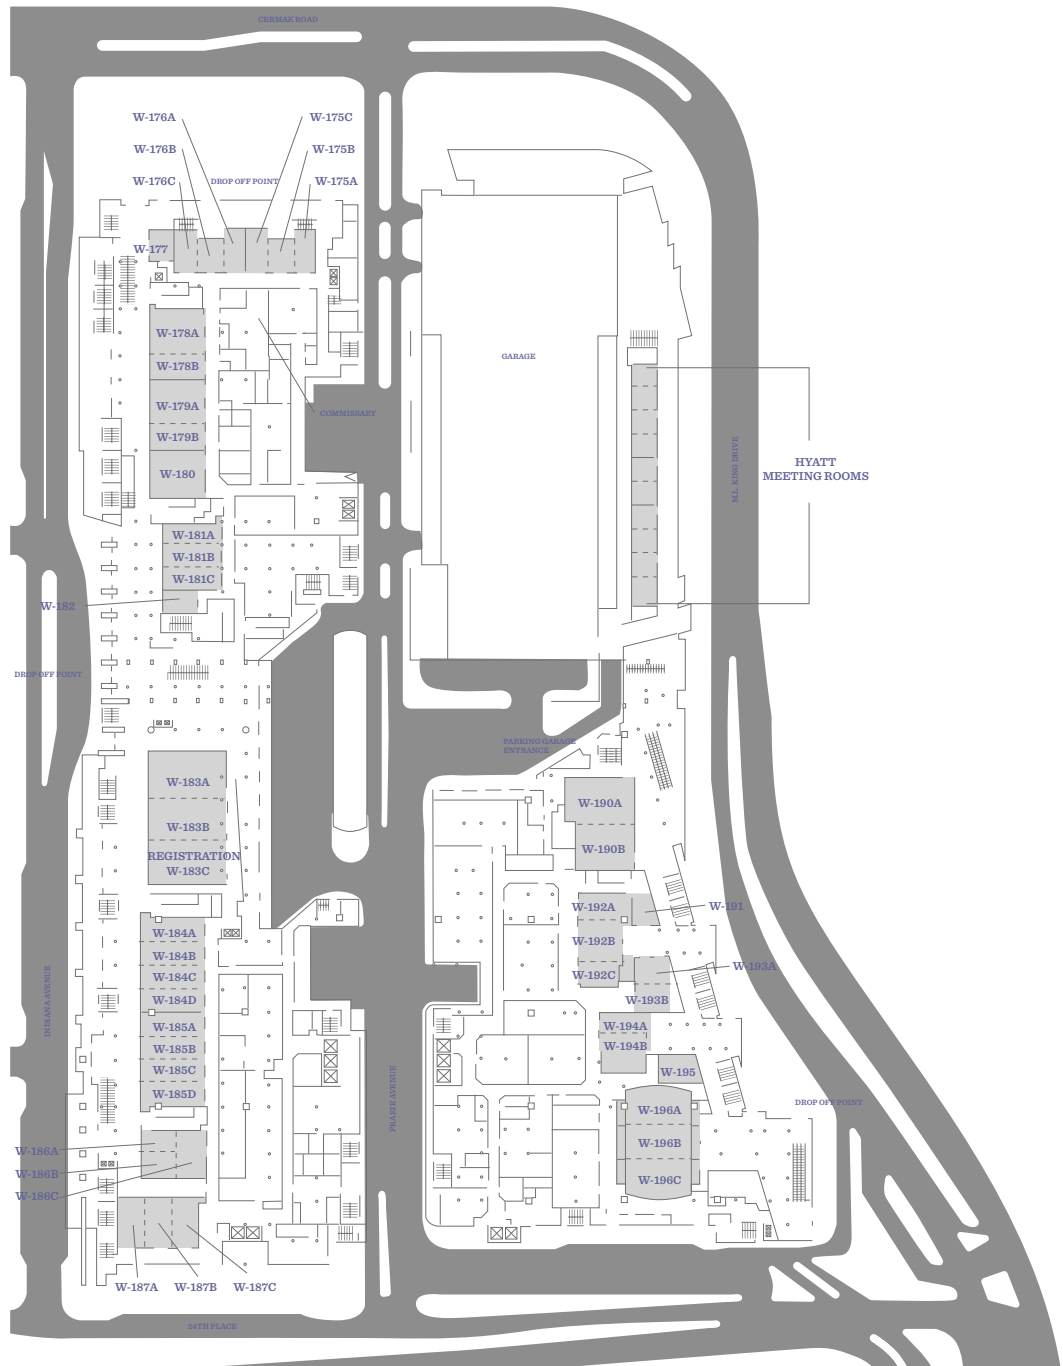 CERMAK ROAD
W-176A
W-175C
W-176B
W-175B
W-176C
DROP OFF POINT
W-175A
W-177
W-178A
W-178B
GARAGE
W-179A
COMMISSARY
W-179B
W-180
M.L. KING DRIVE
HYATT
MEETING ROOMS
W-181A
W-181B
W-181C
W-182
DROP OFF POINT
PARKING GARAGE
ENTRANCE
W-183A
W-190A
W-183B
W-190B
REGISTRATION
W-183C
W-192A
W-191
W-184A
W-192B
W-184B
W-193A
W-184C
W-192C
W-184D
W-193B
INDIANA AVENUE
W-185A
W-194A
W-185B
W-194B
W-185C
W-195
W-185D
PRARIE AVENUE
DROP OFF POINT
W-196A
W-186A
W-196B
W-186B
W-196C
W-186C
W-187A
W-187B
W-187C
24TH PLACE